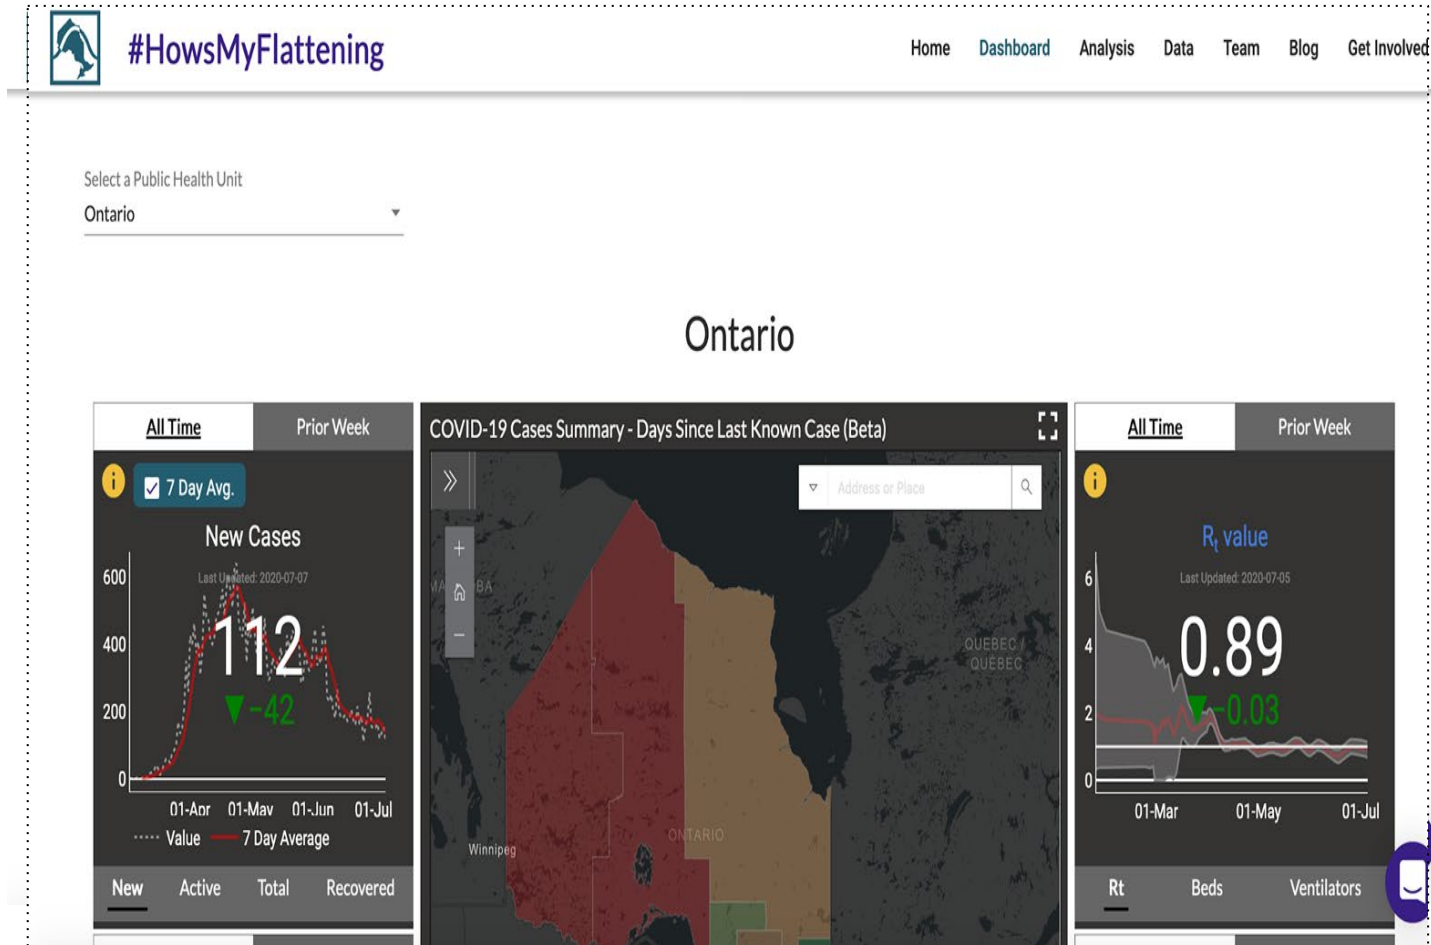 #HowsMyFlattening
Home Dashboard Analysis Data Team Blog Get Involved
Select a Public Health Unit
Ontario
Ontario
All Time Prior Week
7 Day Avg.
New Cases
Last Updated: 2020-07-07
600
400
200
0
112
-42
01-Apr 01-May 01-Jun 01-Jul
Value 7 Day Average
New Active Total Recovered
COVID-19 Cases Summary - Days Since Last Known Case (Beta)
Address or Place
QUEBEC /
QUÉBEC
ONTARIO
Winnipeg
All Time Prior Week
Rt value
Last Updated: 2020-07-05
6
4
2
0
0.89
-0.03
01-Mar 01-May 01-Jul
Rt Beds Ventilators